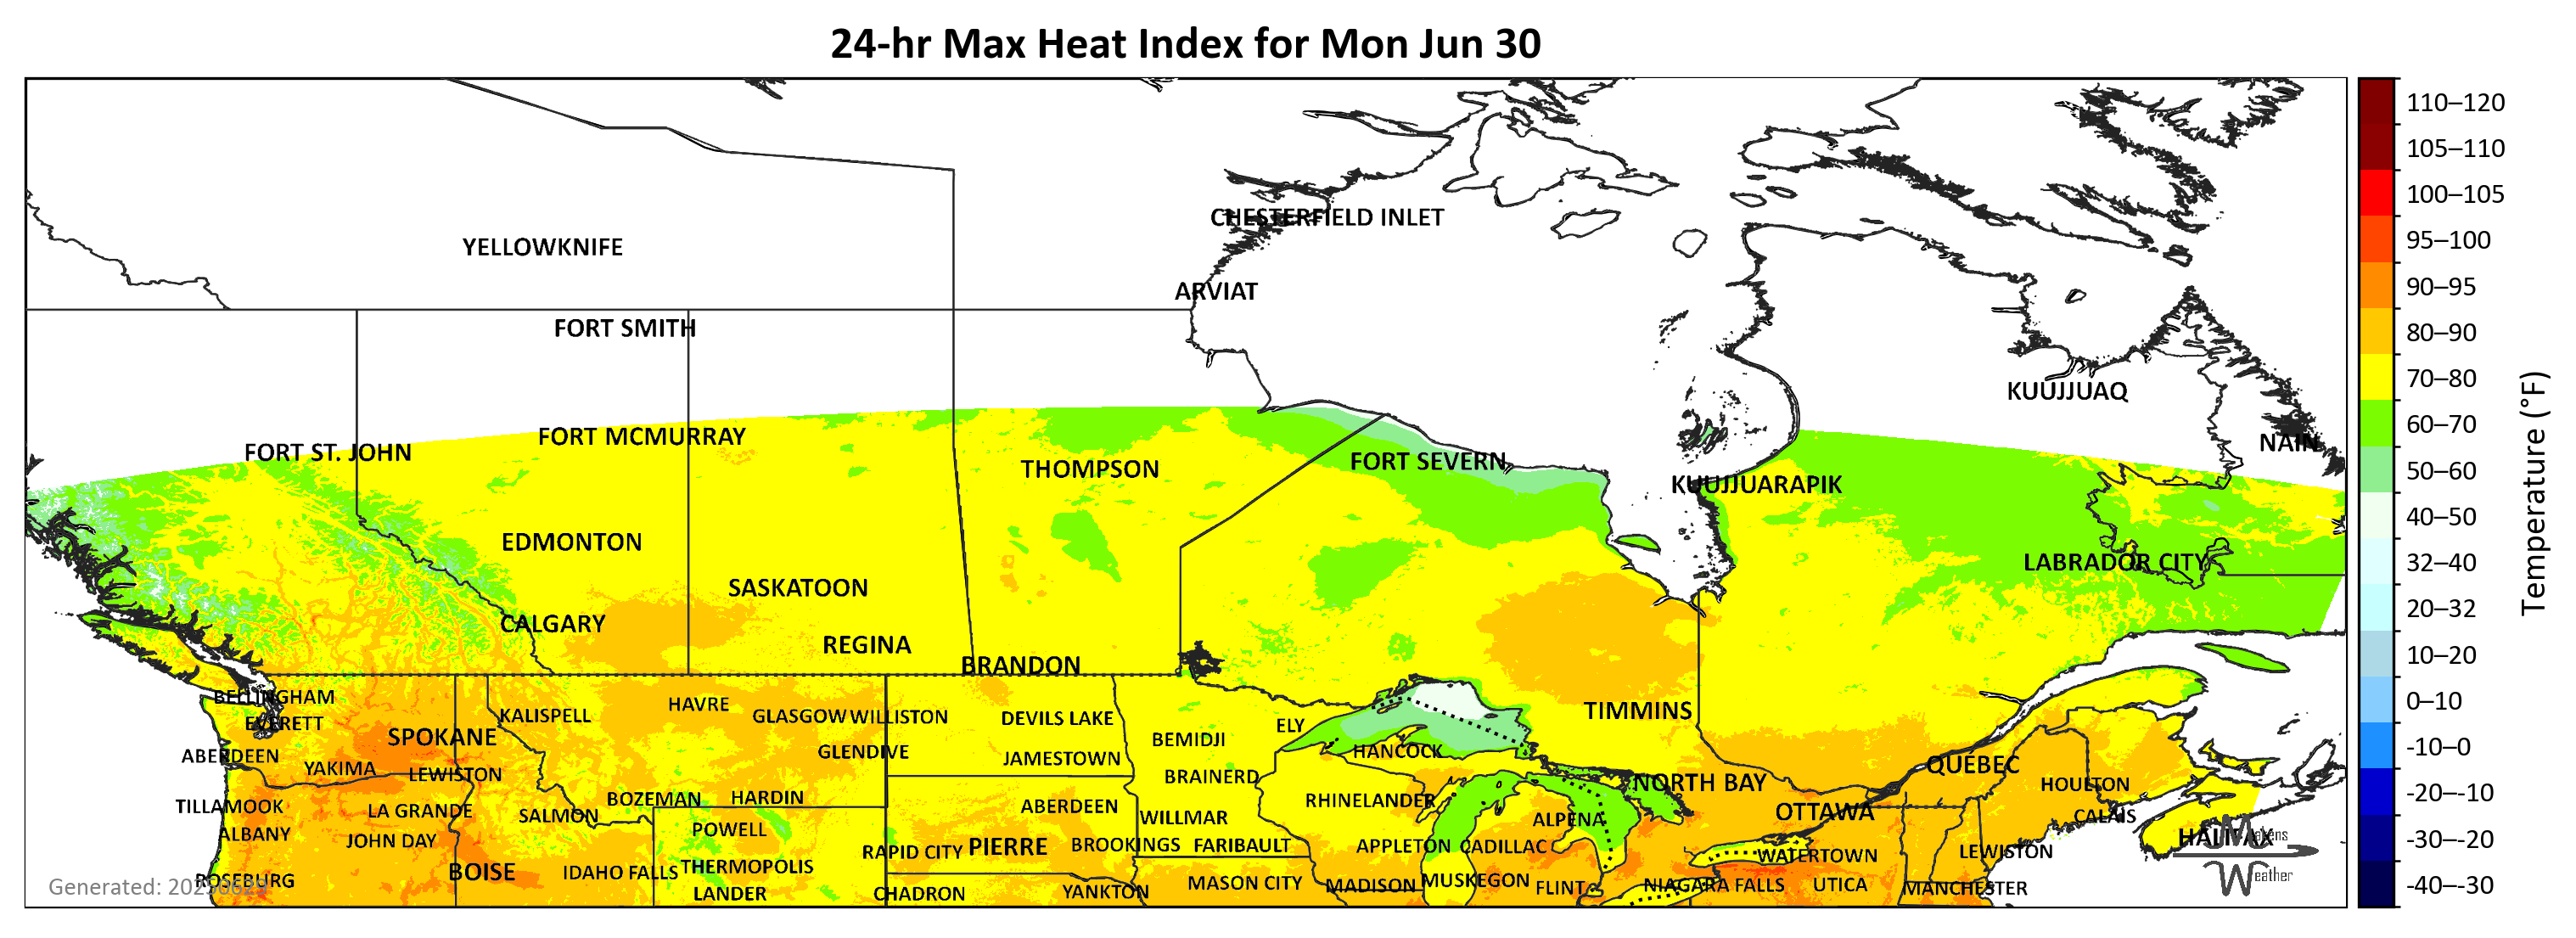 24-hr Max Heat Index for Mon Jun 30
CHESTERFIELD INLET
YELLOWKNIFE
ARVIAT
FORT SMITH
KUUJJUAQ
FORT MCMURRAY
NAIN
FORT ST. JOHN
FORT SEVERN
THOMPSON
KUUJJUARAPIK
EDMONTON
LABRADOR CITY
SASKATOON
CALGARY
REGINA
BRANDON
BELLINGHAM
HAVRE
KALISPELL
GLASGOW WILLISTON
DEVILS LAKE
TIMMINS
EVERETT
ELY
SPOKANE
BEMIDJI
ABERDEEN
GLENDIVE
JAMESTOWN
HANCOCK
QUÉBEC
YAKIMA
LEWISTON
BRAINERD
NORTH BAY
HOULTON
BOZEMAN
HARDIN
RHINELANDER
TILLAMOOK
LA GRANDE
SALMON
ABERDEEN
WILLMAR
ALPENA
OTTAWA
CALAIS
ALBANY
JOHN DAY
POWELL
RAPID CITY
PIERRE
BROOKINGS
FARIBAULT
APPLETON
CADILLAC
WATERTOWN
LEWISTON
HALIFAX
Makens
Weather
BOISE
IDAHO FALLS
THERMOPOLIS
ROSEBURG
LANDER
CHADRON
YANKTON
MASON CITY
MADISON
MUSKEGON
FLINT
NIAGARA FALLS
UTICA
MANCHESTER
Generated: 20250629
110–120
105–110
100–105
95–100
90–95
80–90
70–80
60–70
50–60
40–50
32–40
20–32
10–20
0–10
-10–0
-20–-10
-30–-20
-40–-30
Temperature (°F)